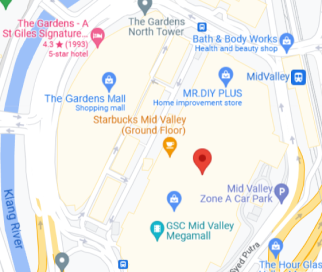 The Gardens - A
St Giles Signature...
4.3 ★ (1993)
5-star hotel
The Gardens
North Tower
Bath & Body Works
Health and beauty shop
MidValley
The Gardens Mall
Shopping mall
MR.DIY PLUS
Home improvement store
Starbucks Mid Valley
(Ground Floor)
Mid Valley
Zone A Car Park
P
GSC Mid Valley
Megamall
Klang River
Syed Putra
The Hour Glas